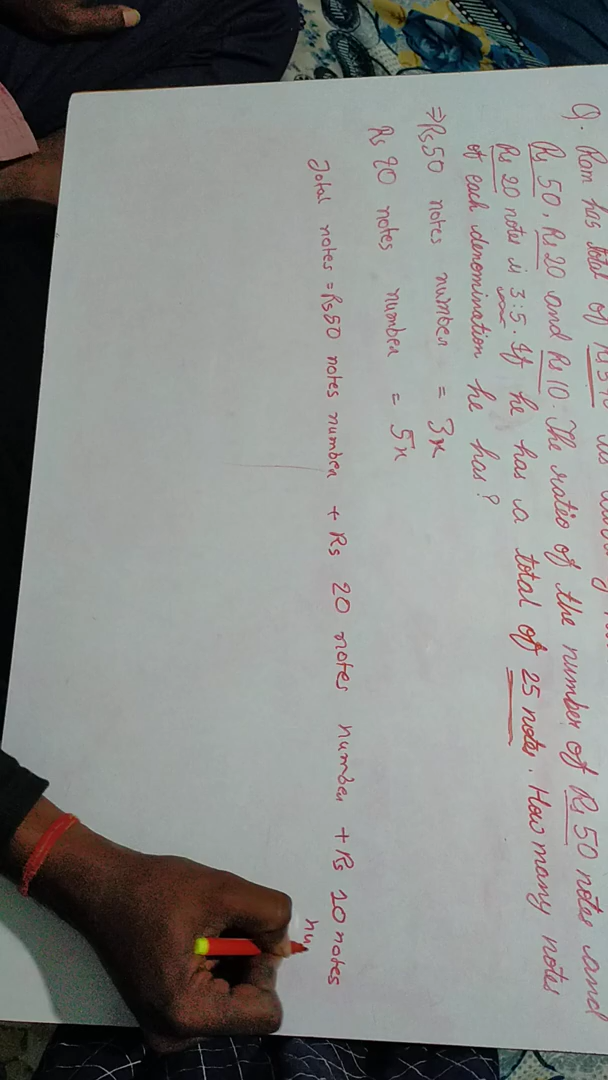 Q. Ram has total of
Rs 50, Rs 20 and Rs 10. The ratio of the number of Rs 50 notes and
Rs 20 notes is 3:5. If he has a total of 25 notes. How many notes
of each denomination he has?
⇒ Rs 50 notes number = 3x
Rs 20 notes number = 5x
Total notes = Rs 50 notes number + Rs 20 notes number + Rs 10 notes
nu